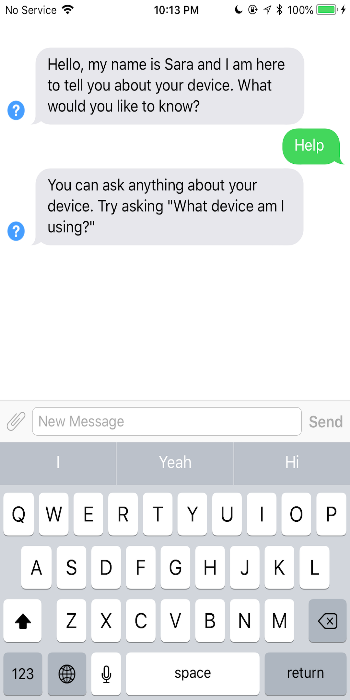 No Service 10:13 PM 100%
Hello, my name is Sara and I am here
to tell you about your device. What
would you like to know?
?
Help
You can ask anything about your
device. Try asking "What device am I
using?"
?
New Message Send
I Yeah Hi
Q W E R T Y U I O P
A S D F G H J K L
Z X C V B N M
123 space return